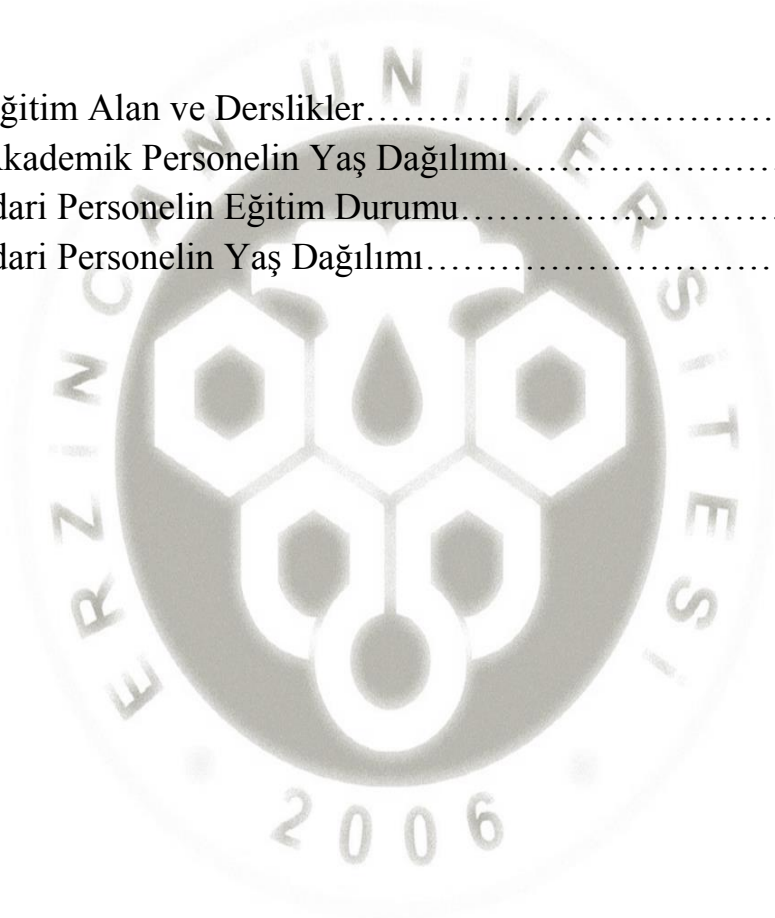 ğitim Alan ve Derslikler……………………………
Akademik Personelin Yaş Dağılımı…………………
dari Personelin Eğitim Durumu……………………
dari Personelin Yaş Dağılımı………………………
ERZİNCAN ÜNİVERSİTESİ
2006